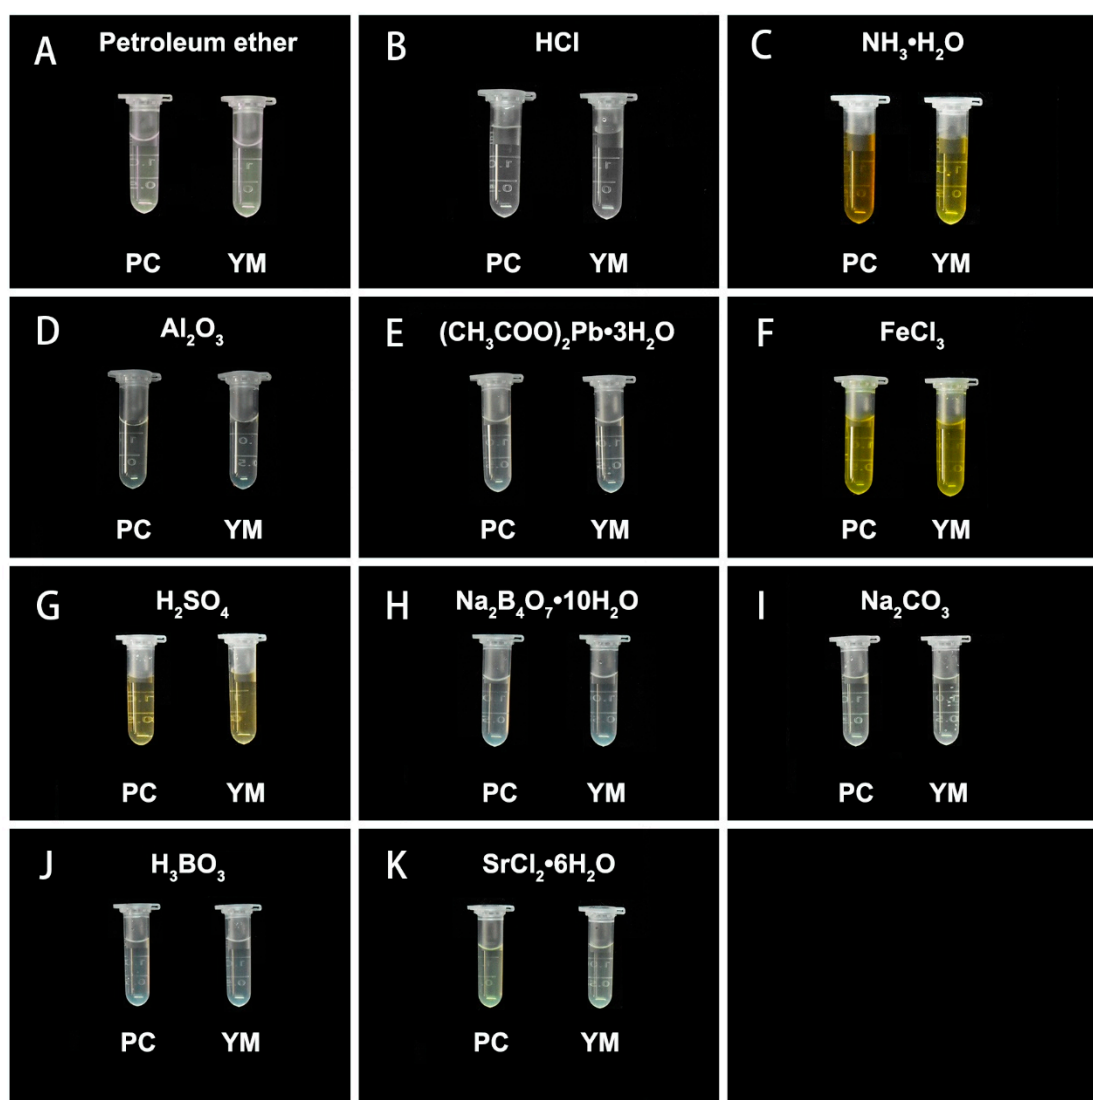 A Petroleum ether
PC YM
B HCl
PC YM
C NH₃•H₂O
PC YM
D Al₂O₃
PC YM
E (CH₃COO)₂Pb•3H₂O
PC YM
F FeCl₃
PC YM
G H₂SO₄
PC YM
H Na₂B₄O₇•10H₂O
PC YM
I Na₂CO₃
PC YM
J H₃BO₃
PC YM
K SrCl₂•6H₂O
PC YM